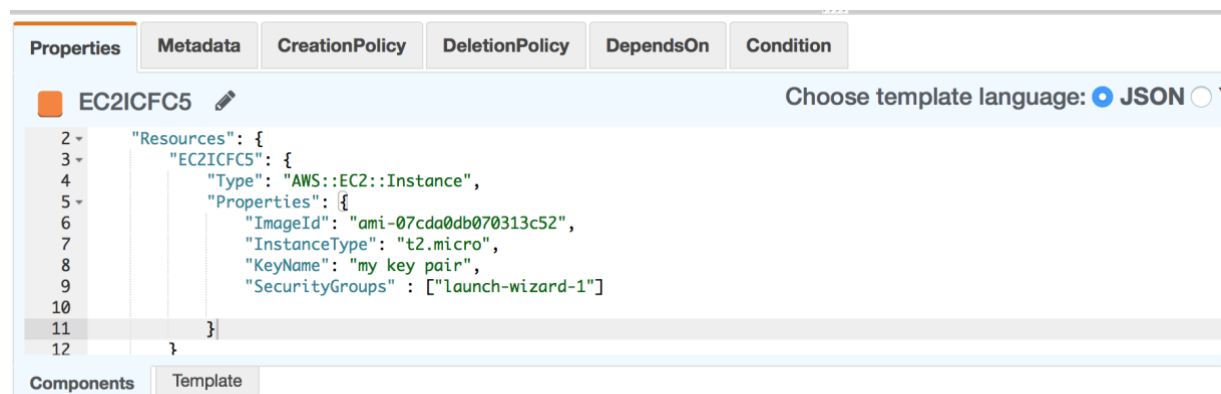 Properties Metadata CreationPolicy DeletionPolicy DependsOn Condition
EC2ICFC5 Choose template language: JSON
2 "Resources": {
3 "EC2ICFC5": {
4 "Type": "AWS::EC2::Instance",
5 "Properties": {
6 "ImageId": "ami-07cda0db070313c52",
7 "InstanceType": "t2.micro",
8 "KeyName": "my key pair",
9 "SecurityGroups" : ["launch-wizard-1"]
10
11 }
12 }
Components Template